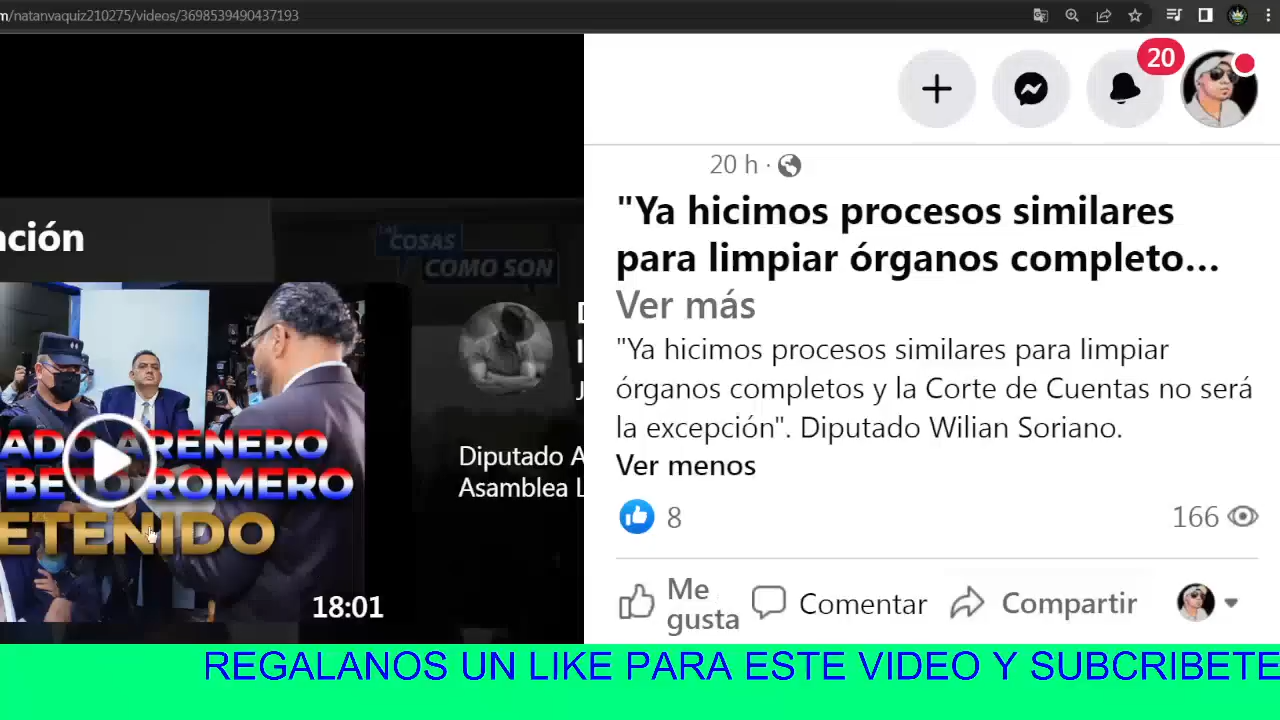 m/natanvaquiz210275/videos/3698539490437193
20
20 h ·
"Ya hicimos procesos similares
para limpiar órganos completo...
Ver más
"Ya hicimos procesos similares para limpiar
órganos completos y la Corte de Cuentas no será
la excepción". Diputado Wilian Soriano.
Ver menos
8
166
Me
gusta
Comentar
Compartir
ación
COSAS
COMO SON
ADO ARENERO
BETO ROMERO
ETENIDO
18:01
Diputado A
Asamblea L
REGALANOS UN LIKE PARA ESTE VIDEO Y SUBCRIBETE